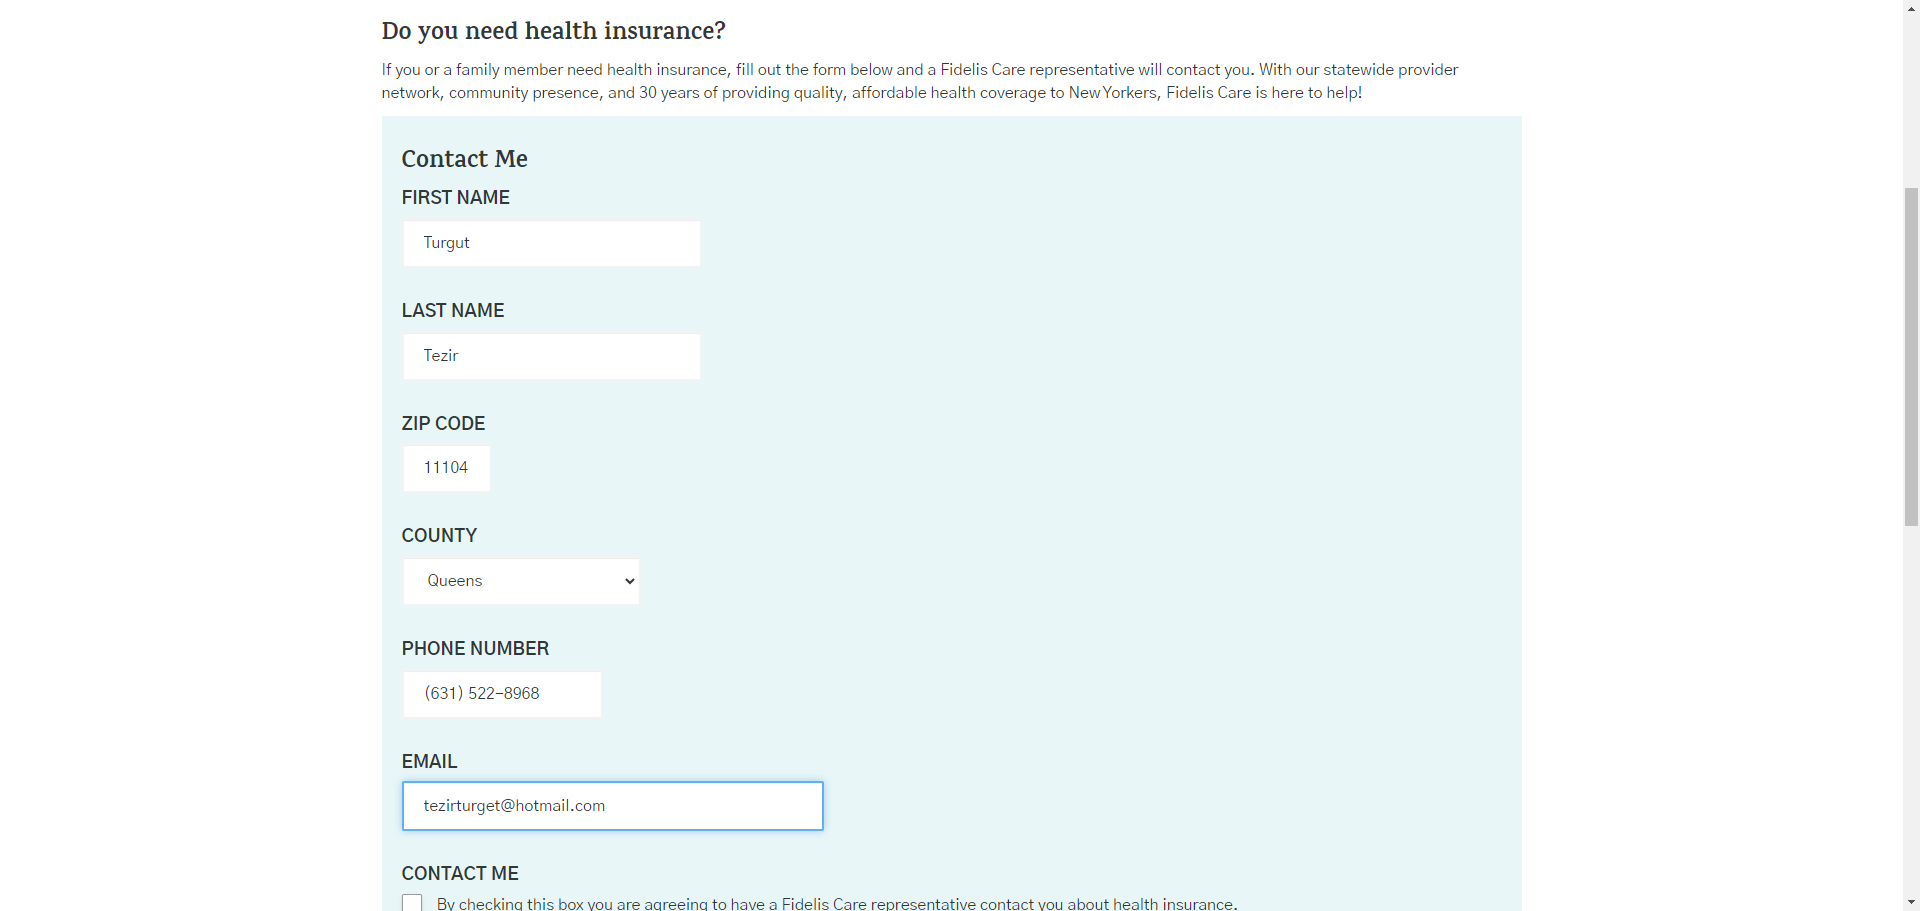 Do you need health insurance?
If you or a family member need health insurance, fill out the form below and a Fidelis Care representative will contact you. With our statewide provider
network, community presence, and 30 years of providing quality, affordable health coverage to New Yorkers, Fidelis Care is here to help!
Contact Me
FIRST NAME
Turgut
LAST NAME
Tezir
ZIP CODE
11104
COUNTY
Queens
PHONE NUMBER
(631) 522-8968
EMAIL
tezirturget@hotmail.com
CONTACT ME
By checking this box you are agreeing to have a Fidelis Care representative contact you about health insurance.